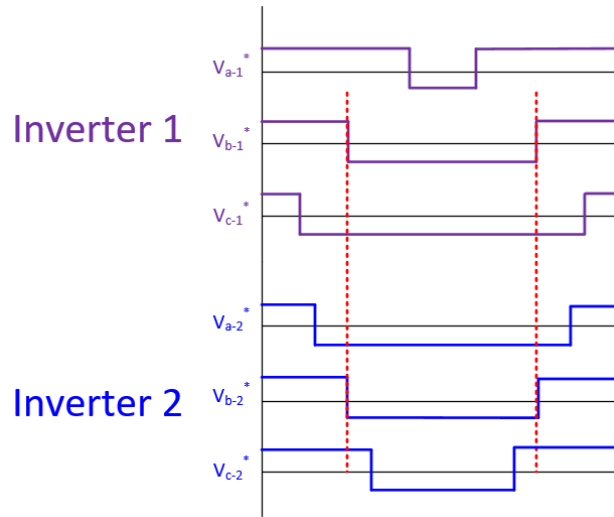 Inverter 1
Va-1*
Vb-1*
Vc-1*
Inverter 2
Va-2*
Vb-2*
Vc-2*